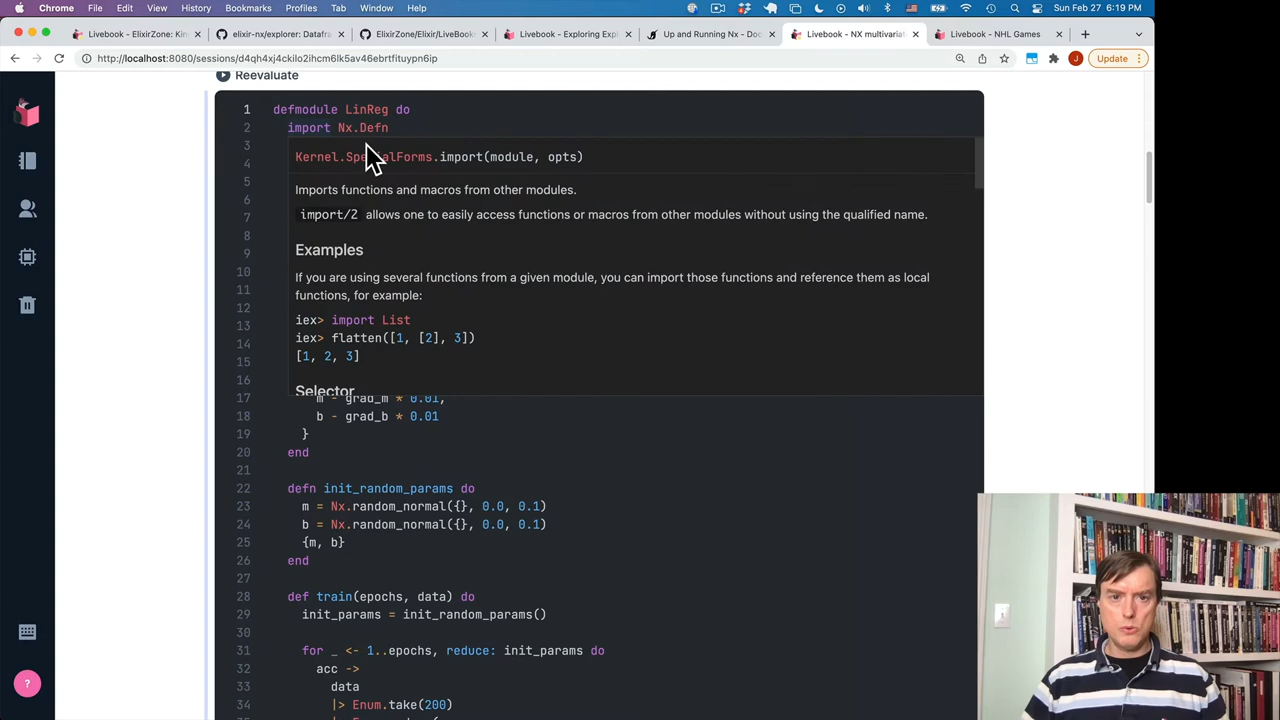 Chrome File Edit View History Bookmarks Profiles Tab Window Help Sun Feb 27 6:19 PM
Livebook - ElixirZone: Kin
elixir-nx/explorer: Datafra
ElixirZone/Elixir/LiveBook
Livebook - Exploring Expl
Up and Running Nx - Doc
Livebook - NX multivariat
Livebook - NHL Games
http://localhost:8080/sessions/d4qh4xj4ckilo2ihcm6lk5av46ebrtfituypn6ip
J
Update
Reevaluate
1 defmodule LinReg do
2 import Nx.Defn
3
Kernel.SpecialForms.import(module, opts)
4
5
Imports functions and macros from other modules.
6
7
import/2 allows one to easily access functions or macros from other modules without using the qualified name.
8
9
Examples
10
If you are using several functions from a given module, you can import those functions and reference them as local
11
functions, for example:
12
iex> import List
13
iex> flatten([1, [2], 3])
14
[1, 2, 3]
15
16
Selector
17 m - grad_m * 0.01,
18 b - grad_b * 0.01
19 }
20 end
21
22 defn init_random_params do
23 m = Nx.random_normal({}, 0.0, 0.1)
24 b = Nx.random_normal({}, 0.0, 0.1)
25 {m, b}
26 end
27
28 def train(epochs, data) do
29 init_params = init_random_params()
30
31 for _ <- 1..epochs, reduce: init_params do
32 acc ->
33 data
34 |> Enum.take(200)
?